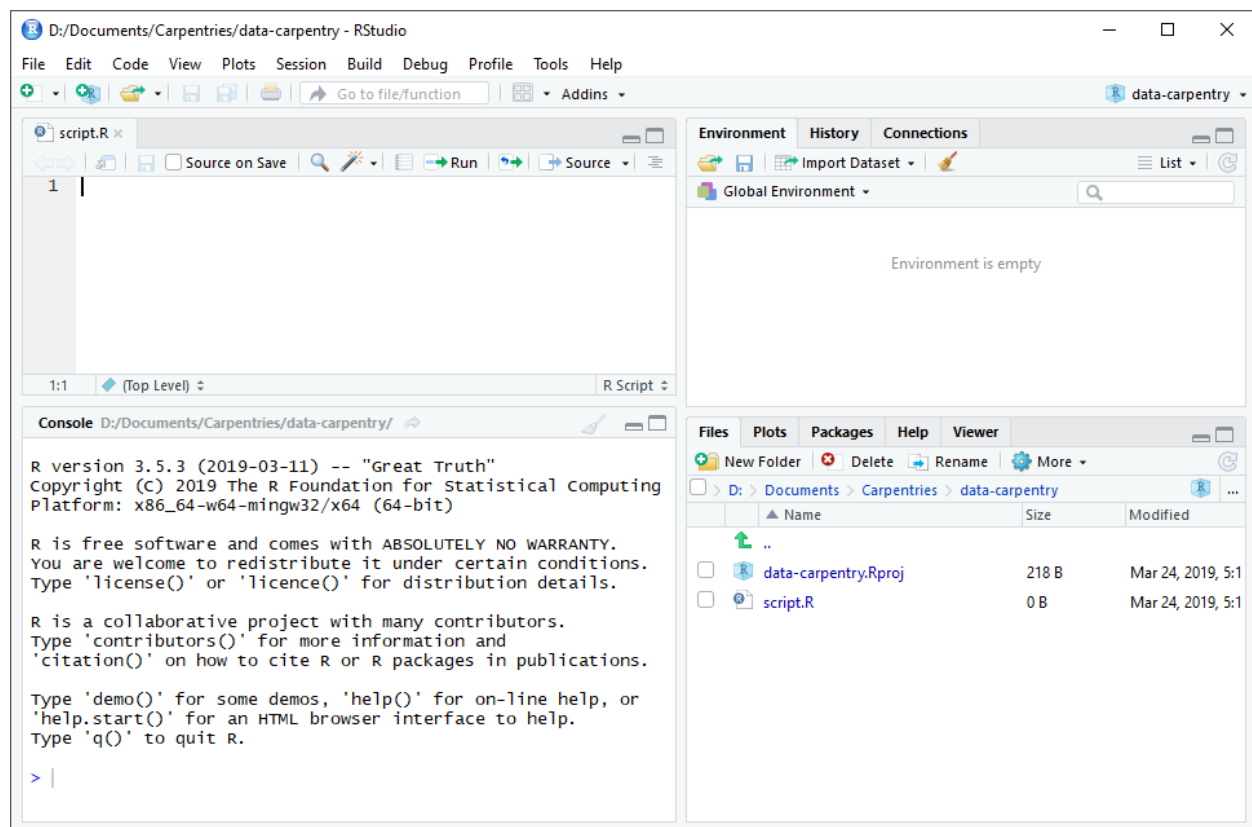 D:/Documents/Carpentries/data-carpentry - RStudio
File Edit Code View Plots Session Build Debug Profile Tools Help
Go to file/function Addins data-carpentry
script.R
Source on Save Run Source
1
1:1 (Top Level) R Script
Console D:/Documents/Carpentries/data-carpentry/
R version 3.5.3 (2019-03-11) -- "Great Truth"
Copyright (C) 2019 The R Foundation for Statistical Computing
Platform: x86_64-w64-mingw32/x64 (64-bit)
R is free software and comes with ABSOLUTELY NO WARRANTY.
You are welcome to redistribute it under certain conditions.
Type 'license()' or 'licence()' for distribution details.
R is a collaborative project with many contributors.
Type 'contributors()' for more information and
'citation()' on how to cite R or R packages in publications.
Type 'demo()' for some demos, 'help()' for on-line help, or
'help.start()' for an HTML browser interface to help.
Type 'q()' to quit R.
>
Environment History Connections
Import Dataset List
Global Environment
Environment is empty
Files Plots Packages Help Viewer
New Folder Delete Rename More
D: > Documents > Carpentries > data-carpentry ...
Name Size Modified
..
data-carpentry.Rproj 218 B Mar 24, 2019, 5:1
script.R 0 B Mar 24, 2019, 5:1